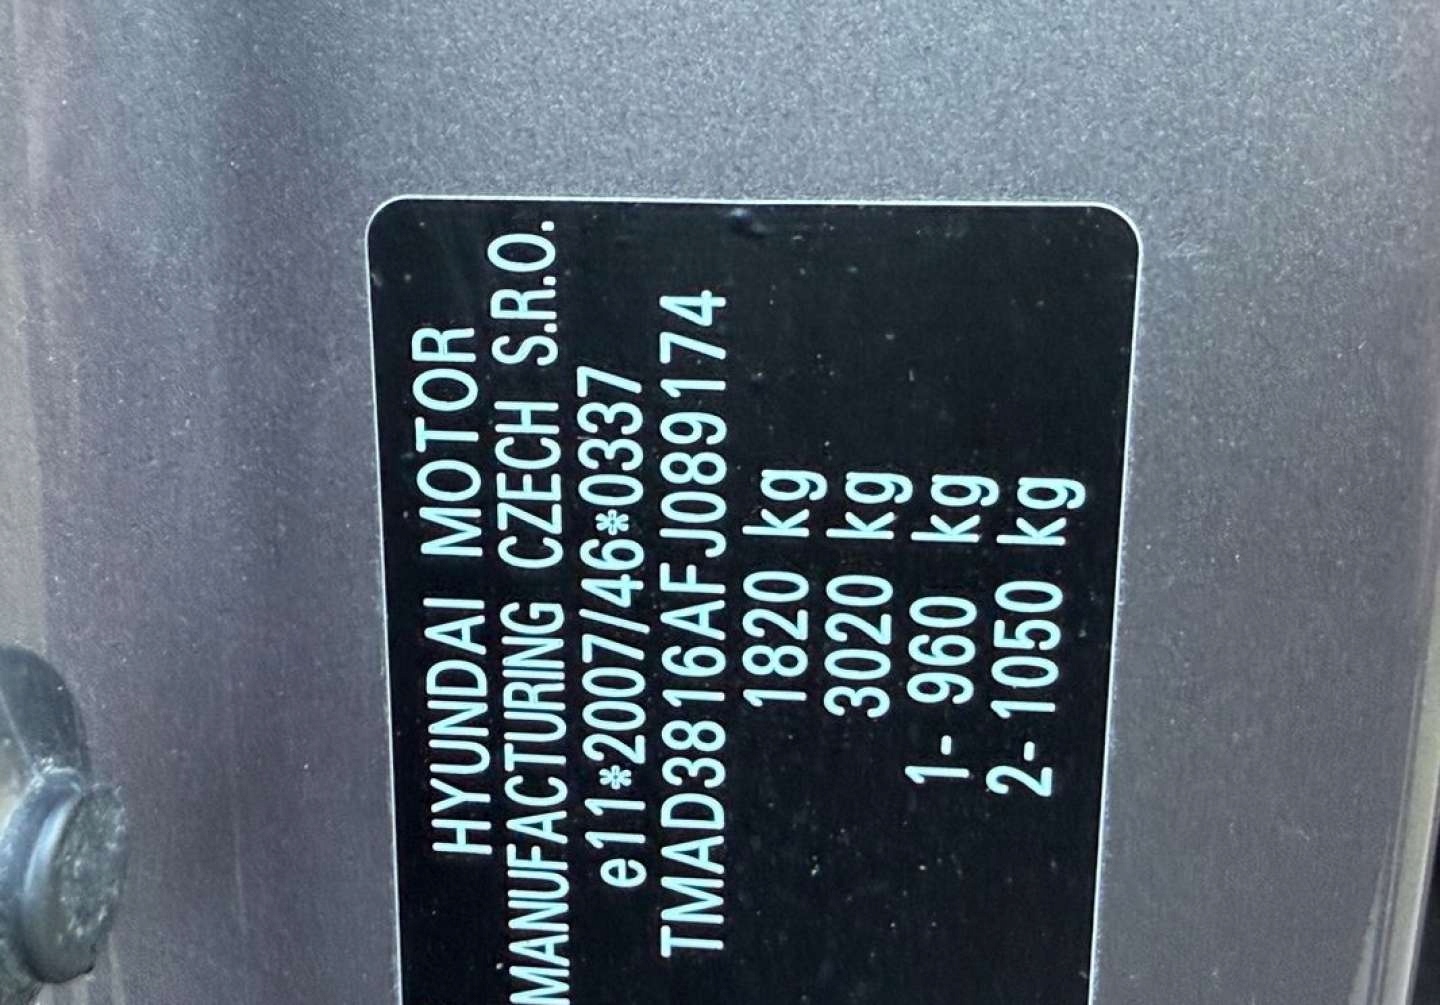 HYUNDAI MOTOR
MANUFACTURING CZECH S.R.O.
e11*2007/46*0337
TMAD3816AFJ089174
1820 kg
3020 kg
1- 960 kg
2- 1050 kg